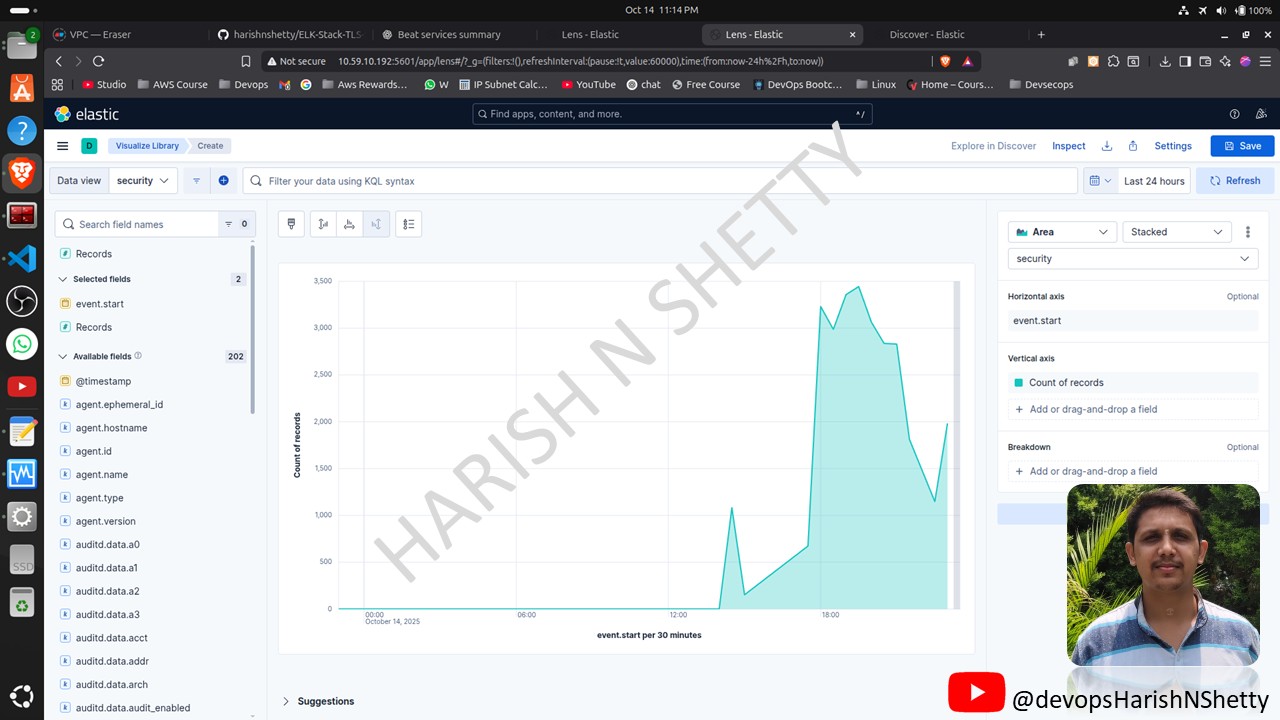 Oct 14 11:14 PM
100%
2
VPC — Eraser
harishnshetty/ELK-Stack-TLS
Beat services summary
Lens - Elastic
Lens - Elastic
Discover - Elastic
Not secure
10.59.10.192:5601/app/lens#/?_g=(filters:!(),refreshInterval:(pause:!t,value:60000),time:(from:now-24h%2Fh,to:now))
Studio
AWS Course
Devops
AWS Rewards...
W
IP Subnet Calc...
YouTube
chat
Free Course
DevOps Bootc...
Linux
Home – Cours...
Devsecops
elastic
Find apps, content, and more.
^/
D
Visualize Library
Create
Explore in Discover
Inspect
Settings
Save
Data view
security
Filter your data using KQL syntax
Last 24 hours
Refresh
Search field names
0
Records
Selected fields
2
event.start
Records
Available fields
202
@timestamp
agent.ephemeral_id
agent.hostname
agent.id
agent.name
agent.type
agent.version
auditd.data.a0
auditd.data.a1
auditd.data.a2
auditd.data.a3
auditd.data.acct
auditd.data.addr
auditd.data.arch
auditd.data.audit_enabled
3,500
3,000
2,500
2,000
1,500
1,000
500
0
Count of records
00:00
06:00
12:00
18:00
October 14, 2025
event.start per 30 minutes
HARISH N SHETTY
Suggestions
Area
Stacked
security
Horizontal axis
Optional
event.start
Vertical axis
Count of records
+ Add or drag-and-drop a field
Breakdown
Optional
+ Add or drag-and-drop a field
SSD
@devopsHarishNShetty